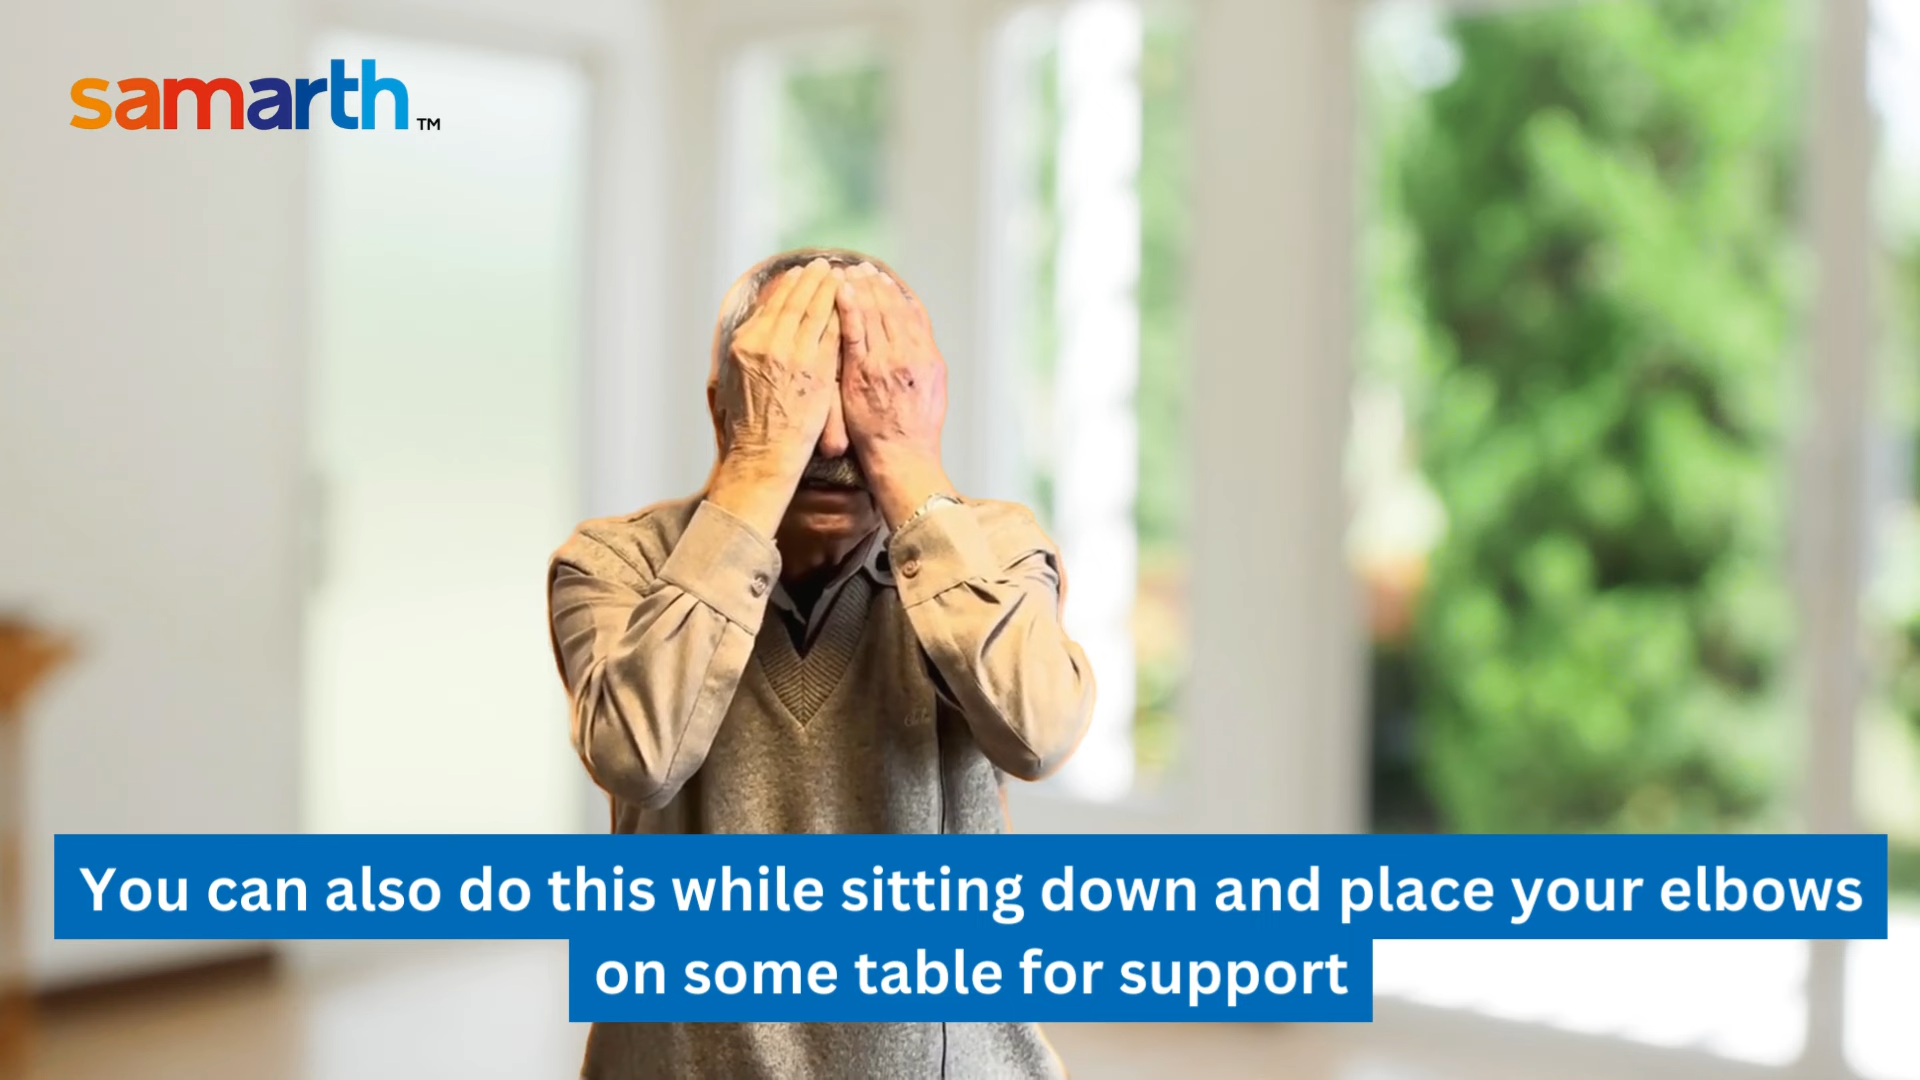 samarth™
You can also do this while sitting down and place your elbows
on some table for support